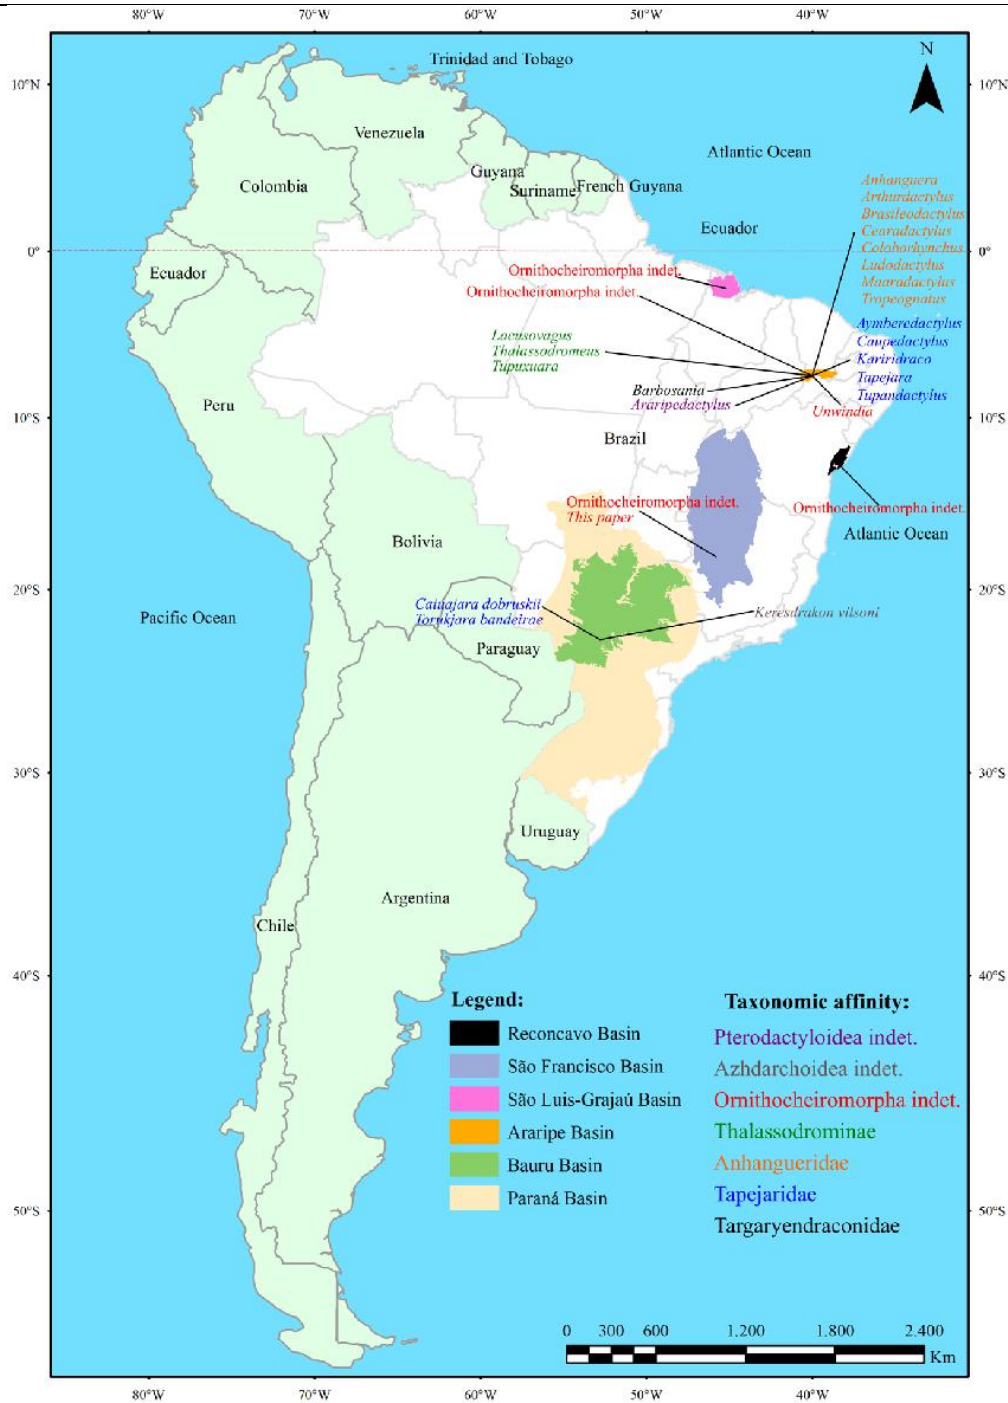 80°W 70°W 60°W 50°W 40°W
Trinidad and Tobago
N
10°N 10°N
Venezuela
Atlantic Ocean
Guyana
Colombia
Suriname
French Guyana
Anhanguera
Arthurdactylus
Brasileodactylus
Cearadactylus
Coloborhynchus
Ludodactylus
Maaradactylus
Tropeognatus
Ecuador
0° 0°
Ecuador
Ornithocheiromorpha indet.
Ornithocheiromorpha indet.
Aymberedactylus
Caupedactylus
Kariridraco
Tapejara
Tupandactylus
Lacusovagus
Thalassodromeus
Tupuxuara
Barbosania
Araripedactylus
Unwindia
Peru
10°S 10°S
Brazil
Ornithocheiromorpha indet.
This paper
Ornithocheiromorpha indet.
Atlantic Ocean
Bolivia
20°S 20°S
Pacific Ocean
Caiuajara dobruskii
Torukjara bandeirae
Keresdrakon vilsoni
Paraguay
30°S 30°S
Uruguay
Argentina
Chile
40°S 40°S
Legend:
Reconcavo Basin
São Francisco Basin
São Luis-Grajaú Basin
Araripe Basin
Bauru Basin
Paraná Basin
Taxonomic affinity:
Pterodactyloidea indet.
Azhdarchoidea indet.
Ornithocheiromorpha indet.
Thalassodrominae
Anhangueridae
Tapejaridae
Targaryendraconidae
50°S 50°S
0 300 600 1.200 1.800 2.400
Km
80°W 70°W 60°W 50°W 40°W